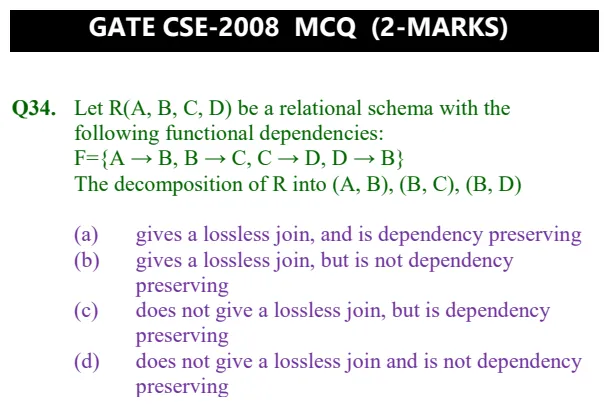 GATE CSE-2008 MCQ (2-MARKS)
Q34. Let R(A, B, C, D) be a relational schema with the
following functional dependencies:
F={A → B, B → C, C → D, D → B}
The decomposition of R into (A, B), (B, C), (B, D)
(a) gives a lossless join, and is dependency preserving
(b) gives a lossless join, but is not dependency
preserving
(c) does not give a lossless join, but is dependency
preserving
(d) does not give a lossless join and is not dependency
preserving